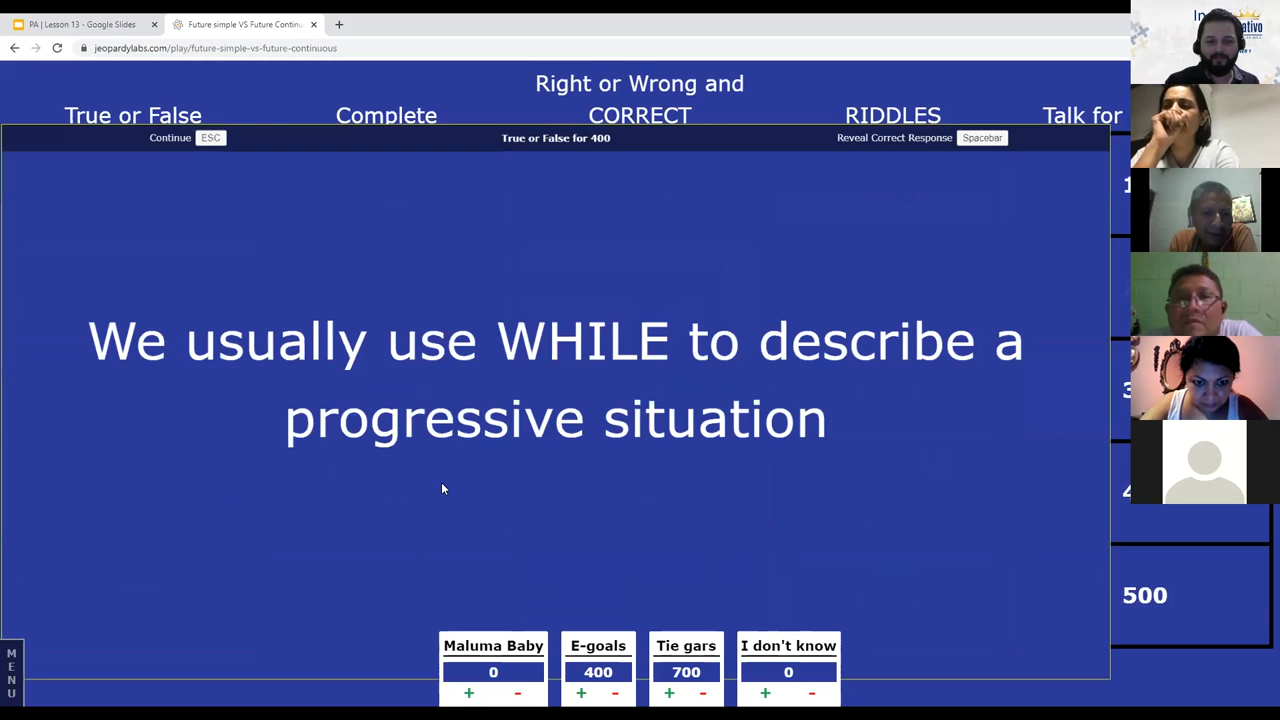 PA | Lesson 13 - Google Slides
Future simple VS Future Continu
jeopardylabs.com/play/future-simple-vs-future-continuous
True or False
Complete
Right or Wrong and
CORRECT
RIDDLES
Talk for
Continue ESC
True or False for 400
Reveal Correct Response Spacebar
We usually use WHILE to describe a
progressive situation
500
MENU
Maluma Baby
0
+ -
E-goals
400
+ -
Tie gars
700
+ -
I don't know
0
+ -